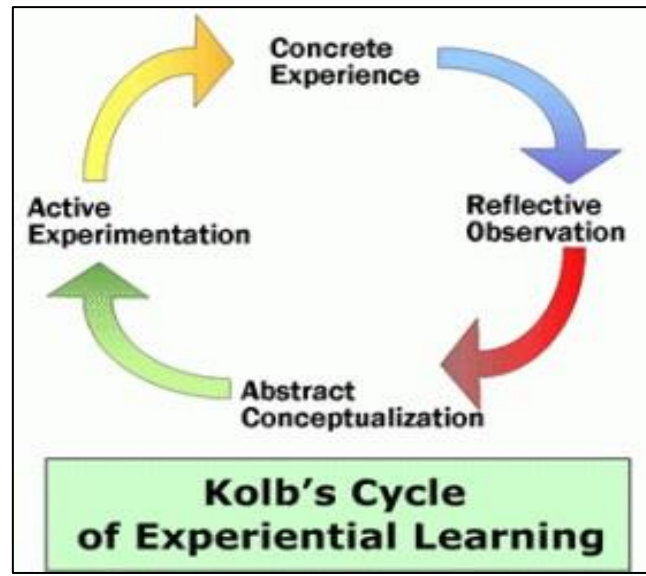 Concrete
Experience
Reflective
Observation
Abstract
Conceptualization
Active
Experimentation
Kolb's Cycle
of Experiential Learning